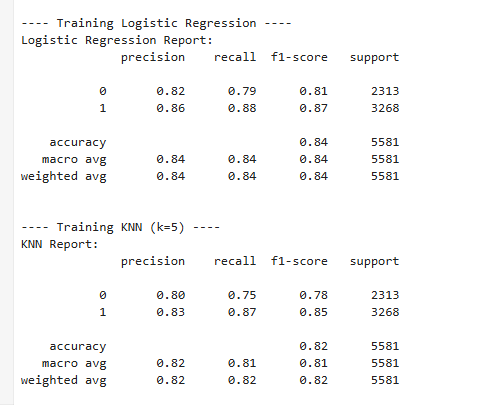 ---- Training Logistic Regression ----
Logistic Regression Report:
precision recall f1-score support
0 0.82 0.79 0.81 2313
1 0.86 0.88 0.87 3268
accuracy 0.84 5581
macro avg 0.84 0.84 0.84 5581
weighted avg 0.84 0.84 0.84 5581
---- Training KNN (k=5) ----
KNN Report:
precision recall f1-score support
0 0.80 0.75 0.78 2313
1 0.83 0.87 0.85 3268
accuracy 0.82 5581
macro avg 0.82 0.81 0.81 5581
weighted avg 0.82 0.82 0.82 5581